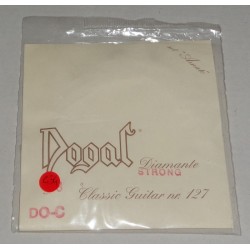 Dogal
Diamante
STRONG
Classic Guitar nr. 127
DO-C